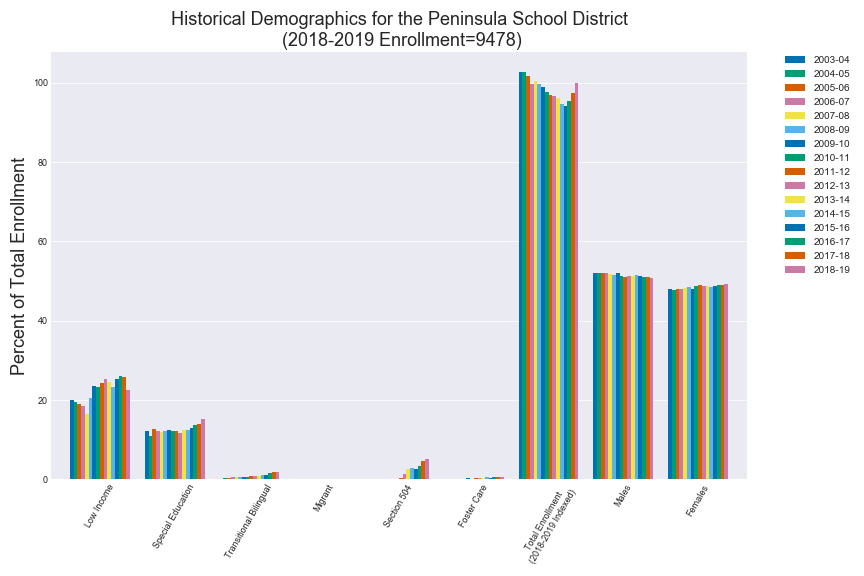 Historical Demographics for the Peninsula School District
(2018-2019 Enrollment=9478)
Percent of Total Enrollment
100
80
60
40
20
0
Low Income
Special Education
Transitional Bilingual
Migrant
Section 504
Foster Care
Total Enrollment
(2018-2019 Indexed)
Males
Females
2003-04
2004-05
2005-06
2006-07
2007-08
2008-09
2009-10
2010-11
2011-12
2012-13
2013-14
2014-15
2015-16
2016-17
2017-18
2018-19